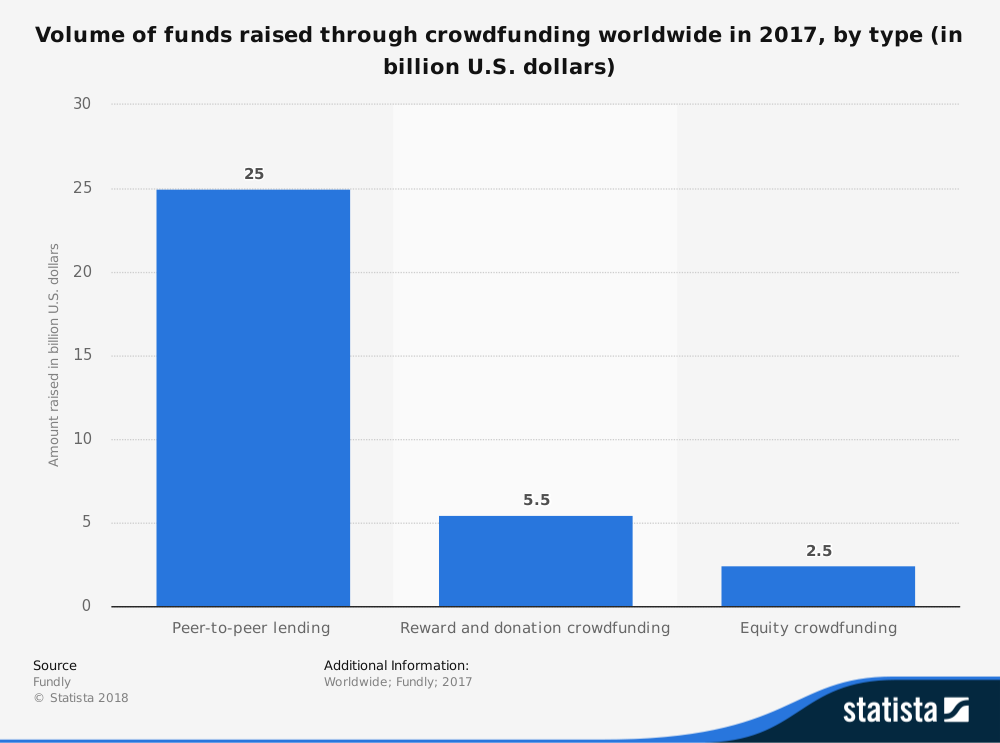 Volume of funds raised through crowdfunding worldwide in 2017, by type (in
billion U.S. dollars)
Amount raised in billion U.S. dollars
30
25
20
15
10
5
0
25
5.5
2.5
Peer-to-peer lending
Reward and donation crowdfunding
Equity crowdfunding
Source
Fundly
© Statista 2018
Additional Information:
Worldwide; Fundly; 2017
statista